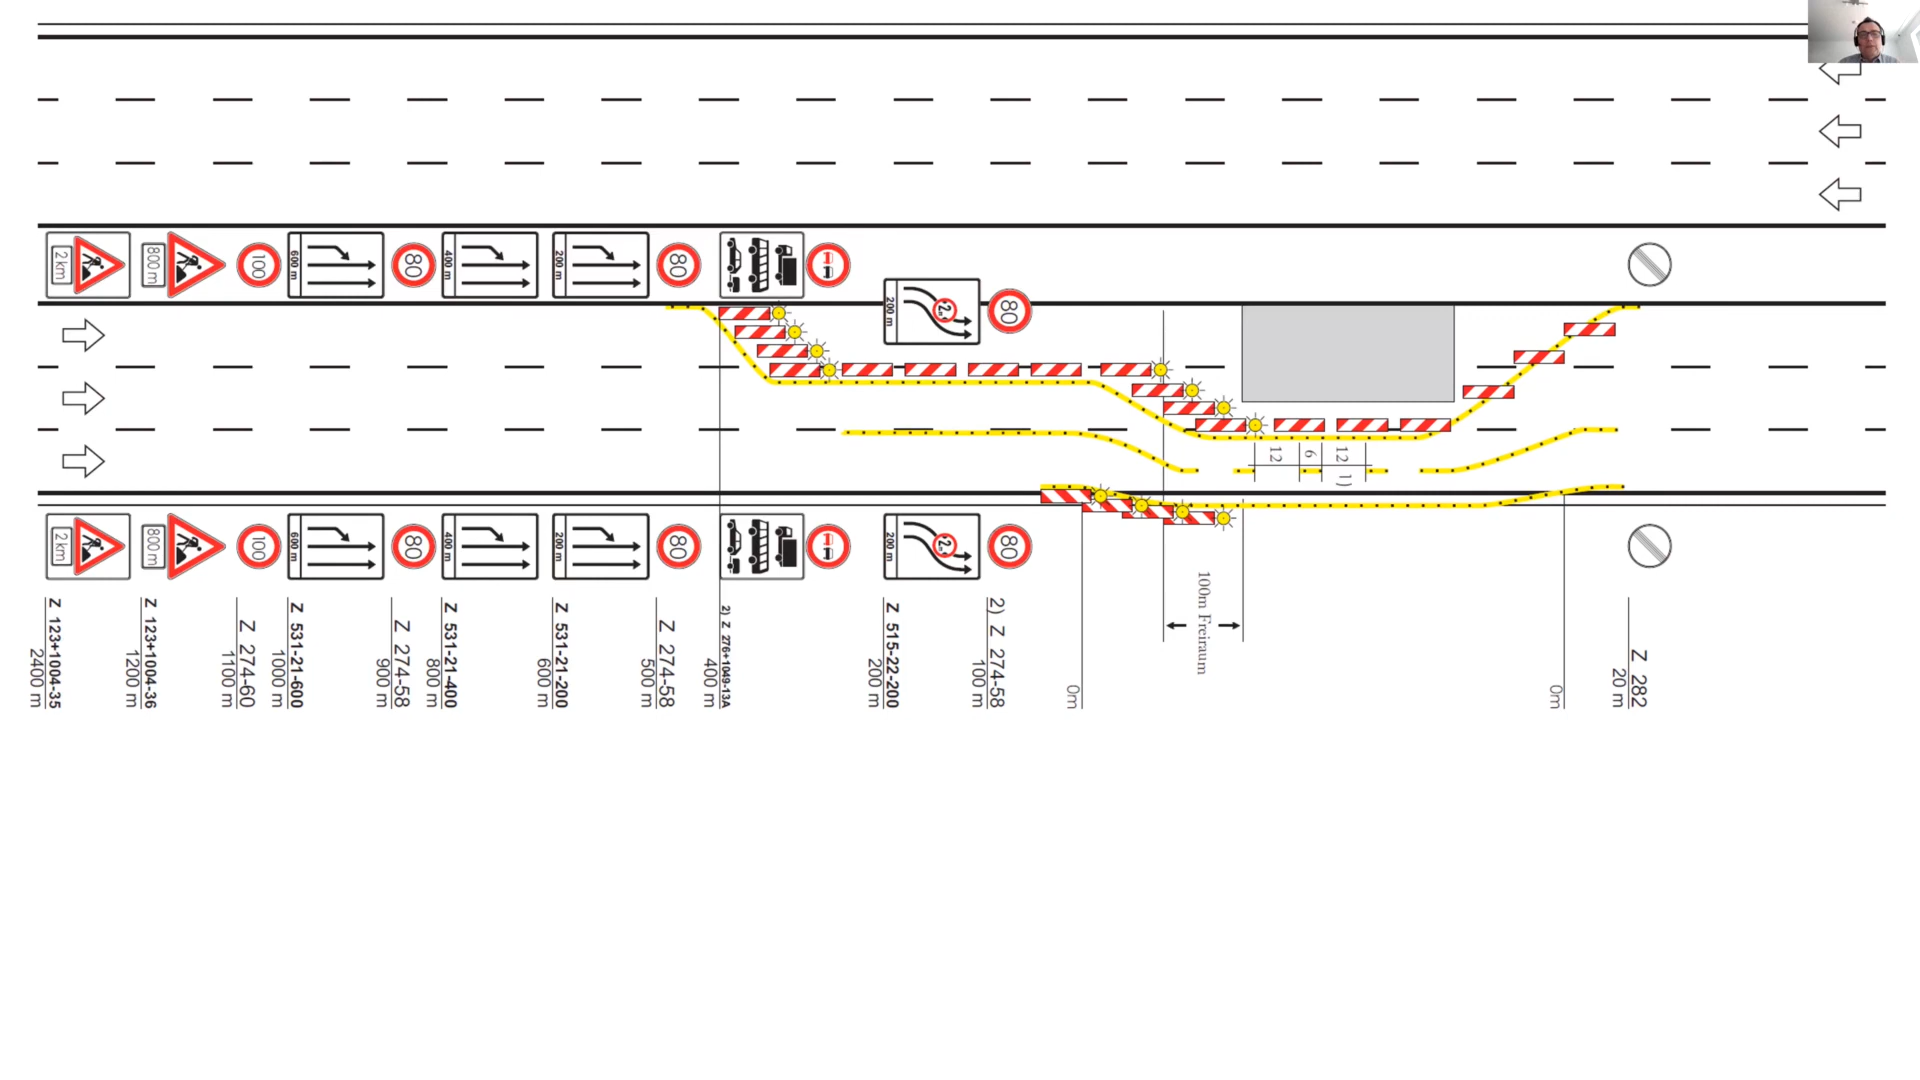 2 km
800 m
100
600 m
80
400 m
200 m
80
200 m
2m
80
12
6
12
1)
2 km
800 m
100
600 m
80
400 m
200 m
80
200 m
2m
80
100m Freiraum
Z 123+1004-35
2400 m
Z 123+1004-36
1200 m
Z 274-60
1100 m
Z 531-21-600
1000 m
Z 274-58
900 m
Z 531-21-400
800 m
Z 531-21-200
600 m
Z 274-58
500 m
2) Z 276+1049-13A
400 m
Z 515-22-200
200 m
2) Z 274-58
100 m
0m
0m
Z 282
20 m